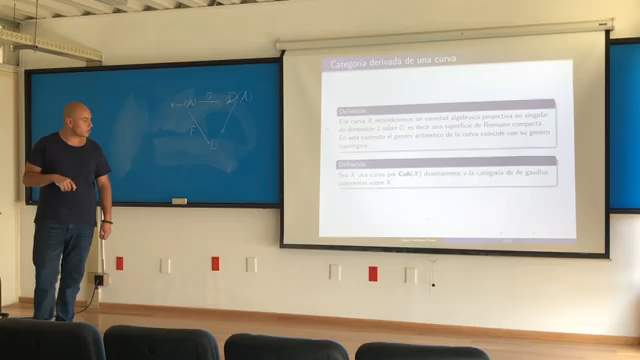 Categoría derivada de una curva
Definición
Por curva X entenderemos un variedad algebraica proyectiva no singular
de dimensión 1 sobre C, es decir una superficie de Riemann compacta.
En este contexto el genero aritmético de la curva coincide con su genero
topológico.
Definición
Sea X una curva por Coh(X) denotaremos a la categoría de de gavillas
coherentes sobre X.
Q
D(A)
F
D